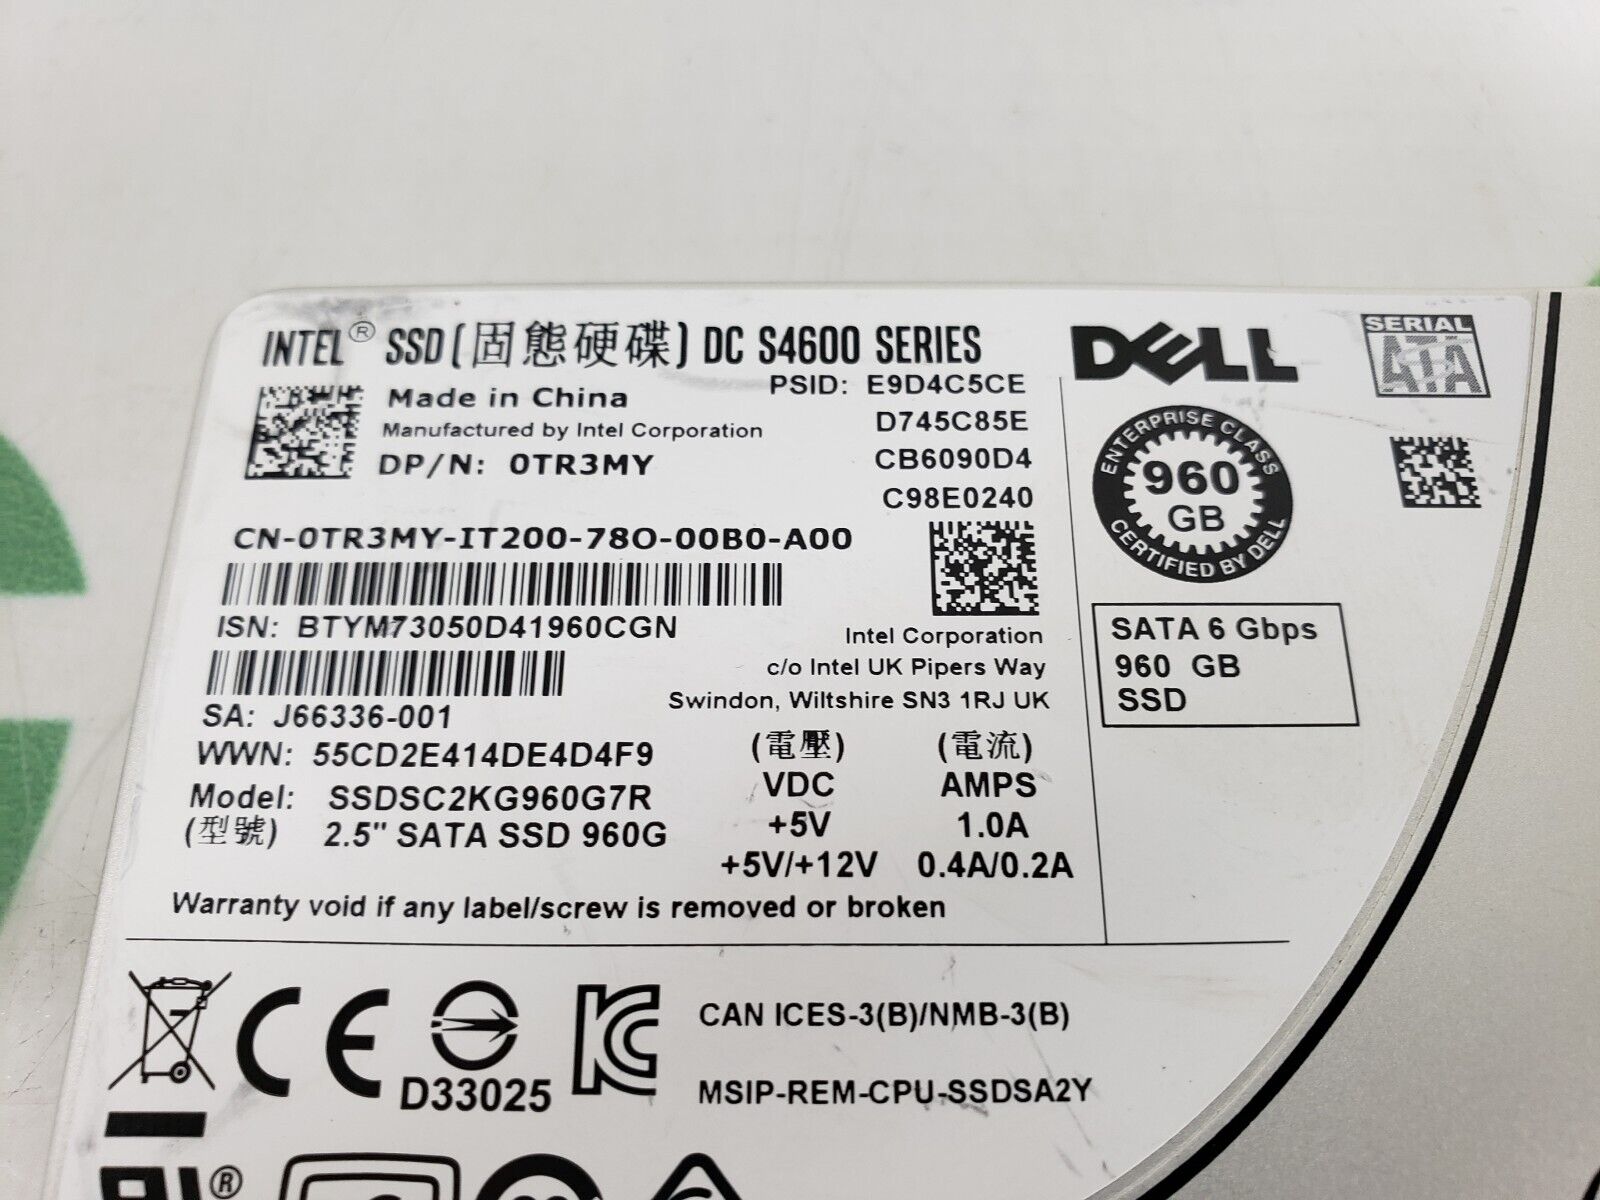 INTEL® SSD(固態硬碟) DC S4600 SERIES
PSID: E9D4C5CE
D745C85E
CB6090D4
C98E0240
Made in China
Manufactured by Intel Corporation
DP/N: 0TR3MY
CN-0TR3MY-IT200-78O-00B0-A00
ISN: BTYM73050D41960CGN
SA: J66336-001
WWN: 55CD2E414DE4D4F9
Model: SSDSC2KG960G7R
(型號) 2.5" SATA SSD 960G
Intel Corporation
c/o Intel UK Pipers Way
Swindon, Wiltshire SN3 1RJ UK
(電壓) (電流)
VDC AMPS
+5V 1.0A
+5V/+12V 0.4A/0.2A
Warranty void if any label/screw is removed or broken
DELL
SERIAL
ATA
ENTERPRISE CLASS
960
GB
CERTIFIED BY DELL
SATA 6 Gbps
960 GB
SSD
CE
D33025
CAN ICES-3(B)/NMB-3(B)
MSIP-REM-CPU-SSDSA2Y